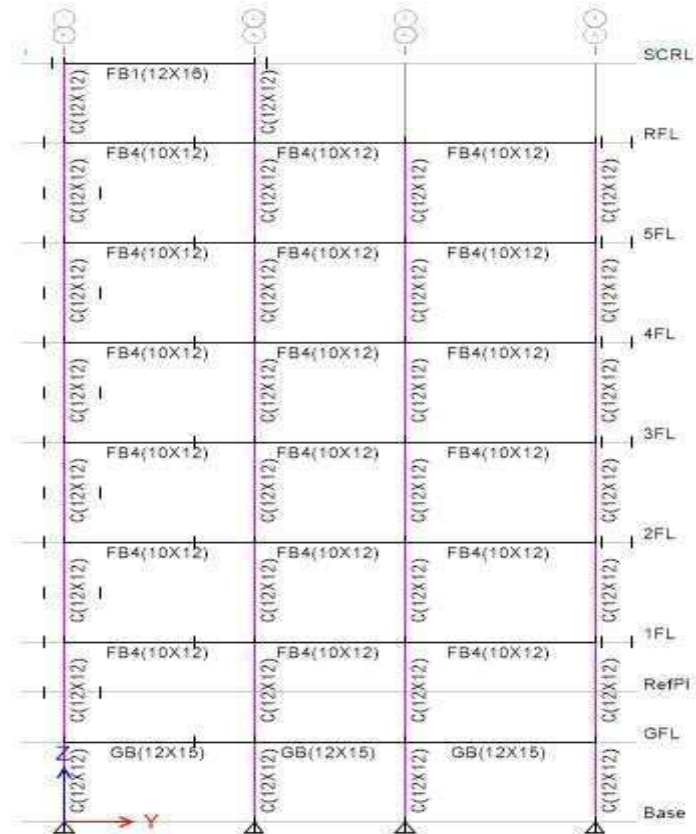 SCRL
FB1(12X16)
C(12X12) C(12X12)
RFL
FB4(10X12) FB4(10X12) FB4(10X12)
C(12X12) C(12X12) C(12X12) C(12X12)
5FL
FB4(10X12) FB4(10X12) FB4(10X12)
C(12X12) C(12X12) C(12X12) C(12X12)
4FL
FB4(10X12) FB4(10X12) FB4(10X12)
C(12X12) C(12X12) C(12X12) C(12X12)
3FL
FB4(10X12) FB4(10X12) FB4(10X12)
C(12X12) C(12X12) C(12X12) C(12X12)
2FL
FB4(10X12) FB4(10X12) FB4(10X12)
C(12X12) C(12X12) C(12X12) C(12X12)
1FL
FB4(10X12) FB4(10X12) FB4(10X12)
C(12X12) C(12X12) C(12X12) C(12X12)
RefPl
GFL
Z GB(12X15) GB(12X15) GB(12X15)
C(12X12) C(12X12) C(12X12) C(12X12)
Base
Y